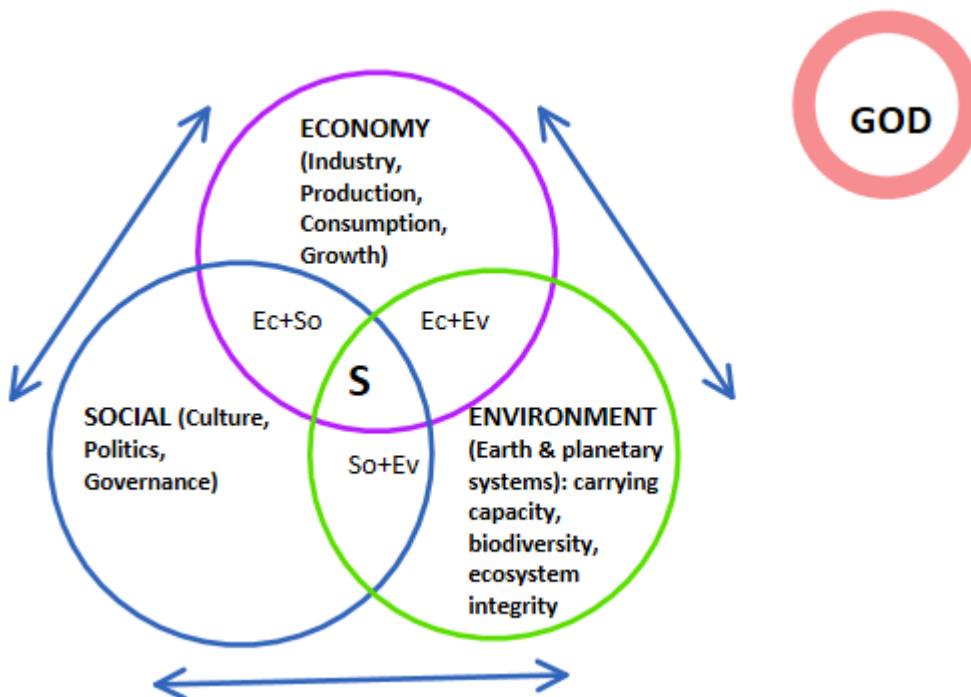 GOD
ECONOMY
(Industry,
Production,
Consumption,
Growth)
Ec+So
Ec+Ev
S
SOCIAL (Culture,
Politics,
Governance)
So+Ev
ENVIRONMENT
(Earth & planetary
systems): carrying
capacity,
biodiversity,
ecosystem
integrity